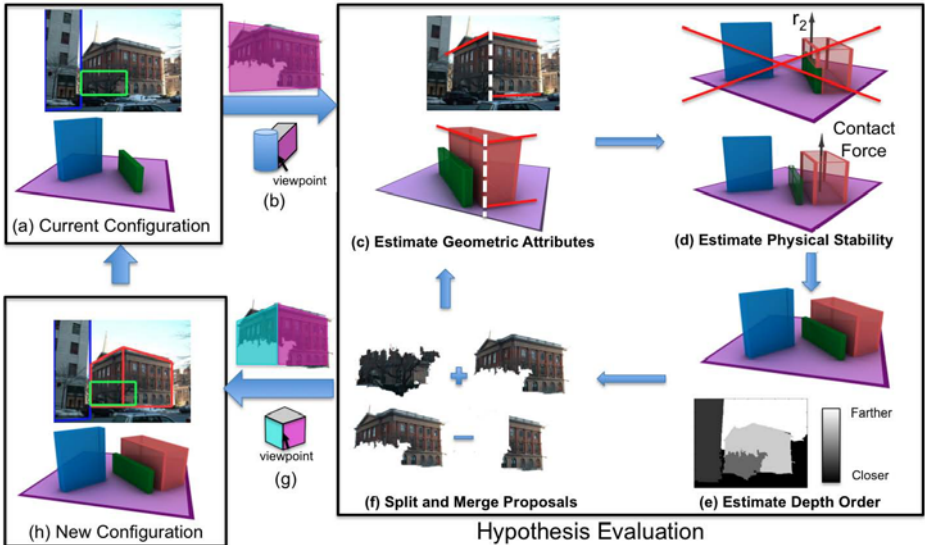 r2
Contact
Force
viewpoint
(b)
(a) Current Configuration
(c) Estimate Geometric Attributes
(d) Estimate Physical Stability
viewpoint
(g)
Farther
Closer
(h) New Configuration
(f) Split and Merge Proposals
(e) Estimate Depth Order
Hypothesis Evaluation